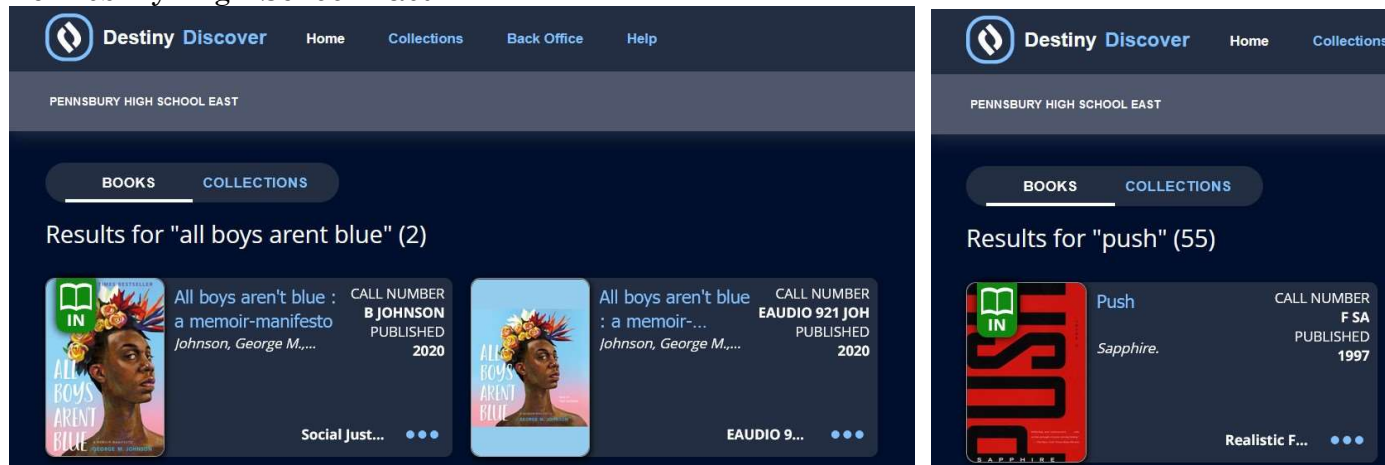 Destiny Discover Home Collections Back Office Help
PENNSBURY HIGH SCHOOL EAST
BOOKS COLLECTIONS
Results for "all boys arent blue" (2)
IN
ALL
BOYS
AREN'T
BLUE
GEORGE M. JOHNSON
All boys aren't blue :
a memoir-manifesto
Johnson, George M.,...
CALL NUMBER
B JOHNSON
PUBLISHED
2020
Social Just...
ALL
BOYS
AREN'T
BLUE
GEORGE M. JOHNSON
All boys aren't blue
: a memoir-...
Johnson, George M.,...
CALL NUMBER
EAUDIO 921 JOH
PUBLISHED
2020
EAUDIO 9...
Destiny Discover Home Collections
PENNSBURY HIGH SCHOOL EAST
BOOKS COLLECTIONS
Results for "push" (55)
IN
PUSH
SAPPHIRE
Push
Sapphire.
CALL NUMBER
F SA
PUBLISHED
1997
Realistic F...